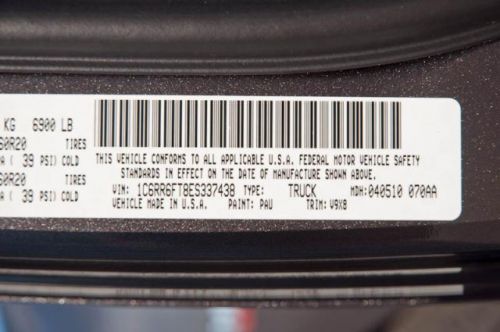 KG 6900 LB
60R20 TIRES
A ( 39 PSI) COLD
60R20 TIRES
A ( 39 PSI) COLD
THIS VEHICLE CONFORMS TO ALL APPLICABLE U.S.A. FEDERAL MOTOR VEHICLE SAFETY
STANDARDS IN EFFECT ON THE DATE OF MANUFACTURE SHOWN ABOVE.
VIN: 1C6RR6FT8ES337438 TYPE: TRUCK MDH: 040510 070AA
VEHICLE MADE IN U.S.A. PAINT: PAU TRIM: V9X8